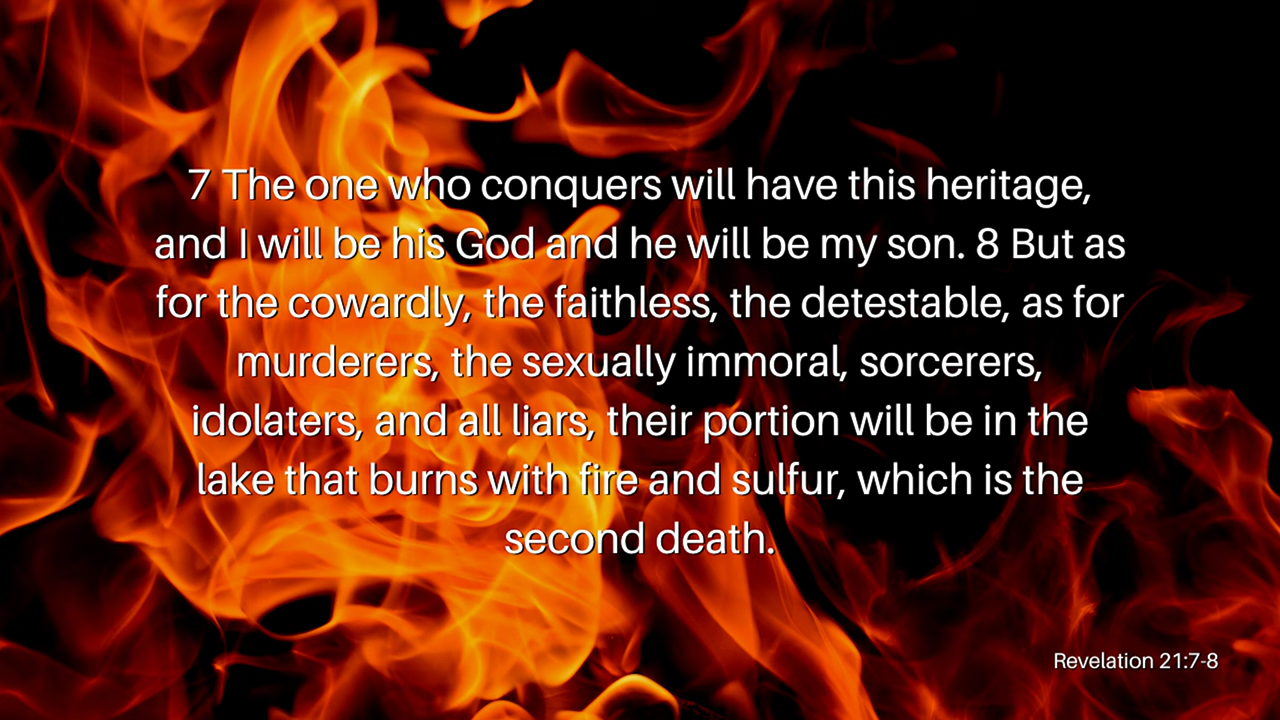 7 The one who conquers will have this heritage,
and I will be his God and he will be my son. 8 But as
for the cowardly, the faithless, the detestable, as for
murderers, the sexually immoral, sorcerers,
idolaters, and all liars, their portion will be in the
lake that burns with fire and sulfur, which is the
second death.
Revelation 21:7-8